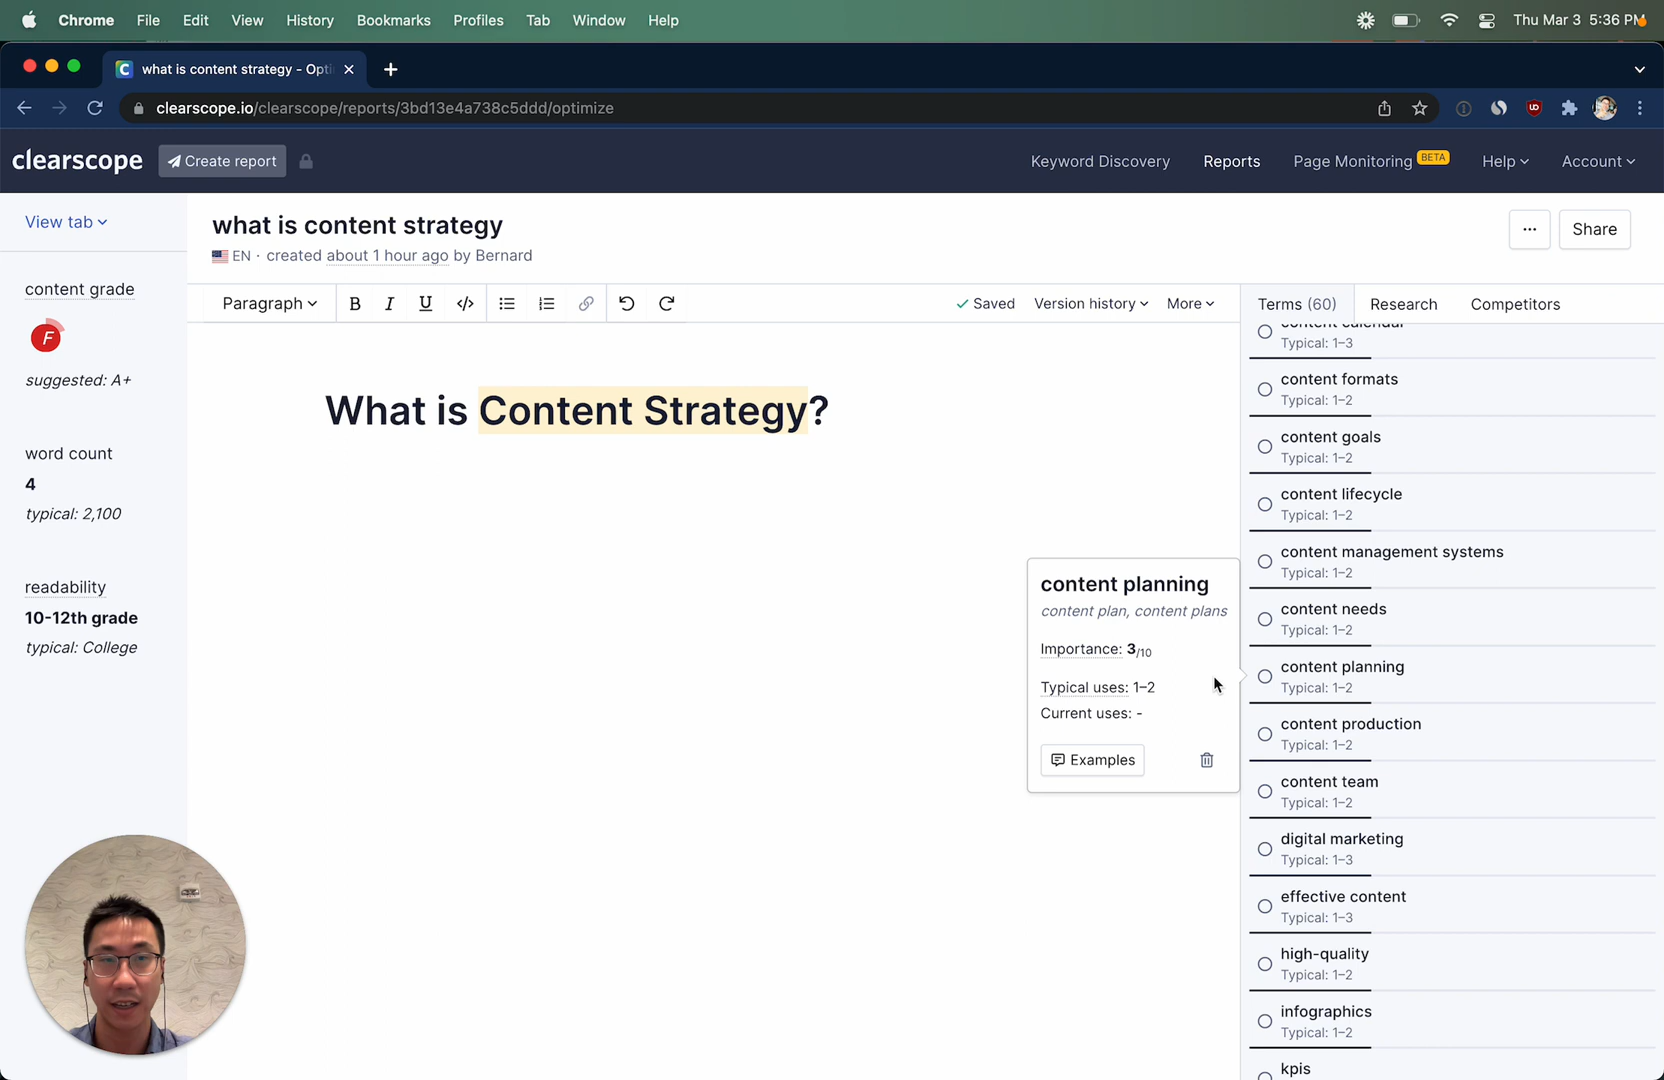 Chrome File Edit View History Bookmarks Profiles Tab Window Help Thu Mar 3 5:36 PM
what is content strategy - Opti
clearscope.io/clearscope/reports/3bd13e4a738c5ddd/optimize
clearscope Create report Keyword Discovery Reports Page Monitoring BETA Help Account
View tab
what is content strategy
EN · created about 1 hour ago by Bernard
... Share
content grade
F
suggested: A+
word count
4
typical: 2,100
readability
10-12th grade
typical: College
Paragraph B I U </> Saved Version history More
What is Content Strategy?
content planning
content plan, content plans
Importance: 3/10
Typical uses: 1–2
Current uses: -
Examples
Terms (60) Research Competitors
content calendar
Typical: 1–3
content formats
Typical: 1–2
content goals
Typical: 1–2
content lifecycle
Typical: 1–2
content management systems
Typical: 1–2
content needs
Typical: 1–2
content planning
Typical: 1–2
content production
Typical: 1–2
content team
Typical: 1–2
digital marketing
Typical: 1–3
effective content
Typical: 1–3
high-quality
Typical: 1–2
infographics
Typical: 1–2
kpis